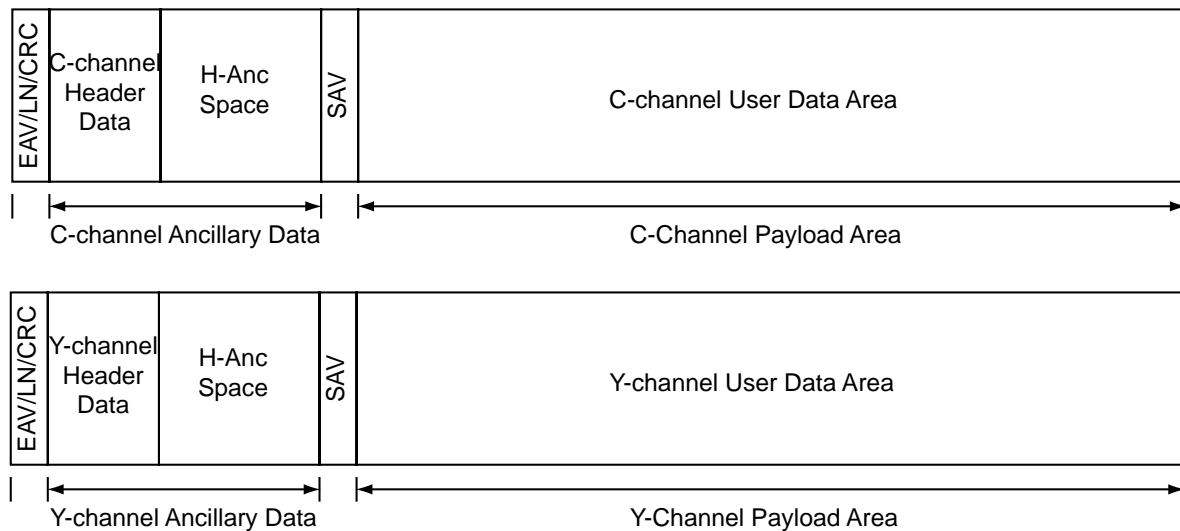 EAV/LN/CRC
C-channel
Header
Data
H-Anc
Space
SAV
C-channel User Data Area
C-channel Ancillary Data
C-Channel Payload Area
EAV/LN/CRC
Y-channel
Header
Data
H-Anc
Space
SAV
Y-channel User Data Area
Y-channel Ancillary Data
Y-Channel Payload Area